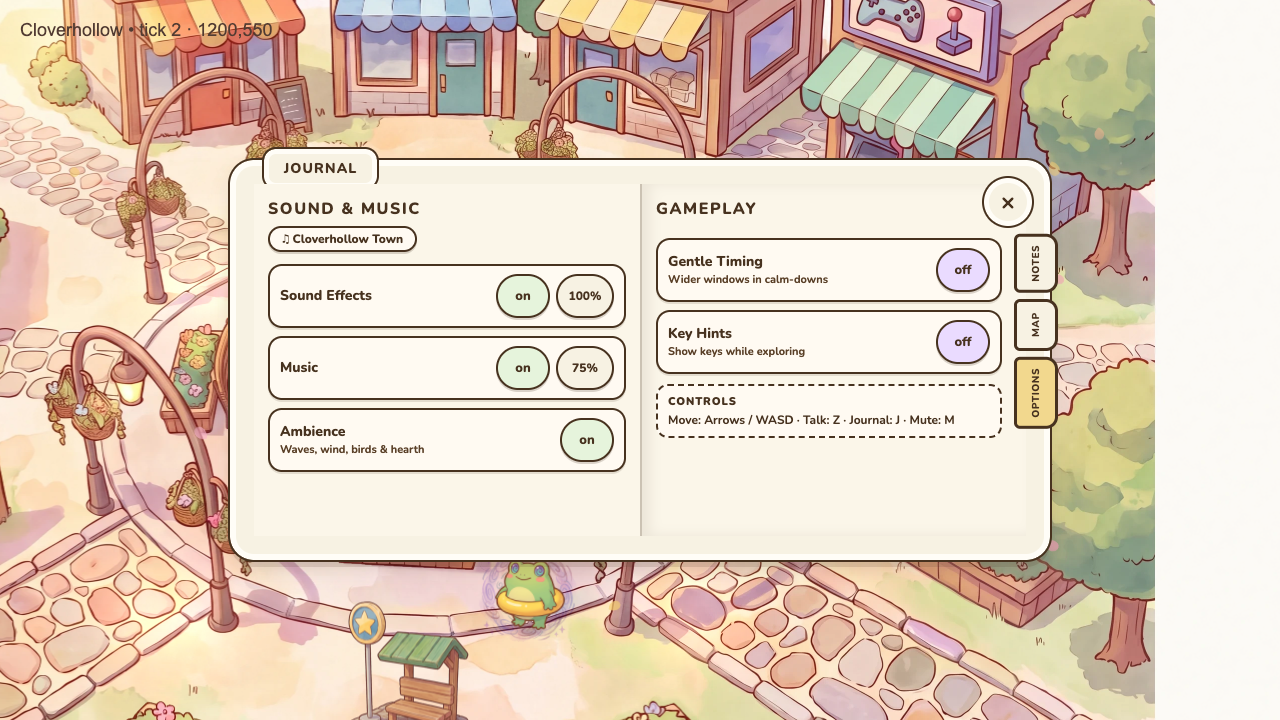 Cloverhollow • tick 2 · 1200,550
JOURNAL
SOUND & MUSIC
♫ Cloverhollow Town
Sound Effects
on
100%
Music
on
75%
Ambience
Waves, wind, birds & hearth
on
GAMEPLAY
×
Gentle Timing
Wider windows in calm-downs
off
Key Hints
Show keys while exploring
off
CONTROLS
Move: Arrows / WASD · Talk: Z · Journal: J · Mute: M
NOTES
MAP
OPTIONS